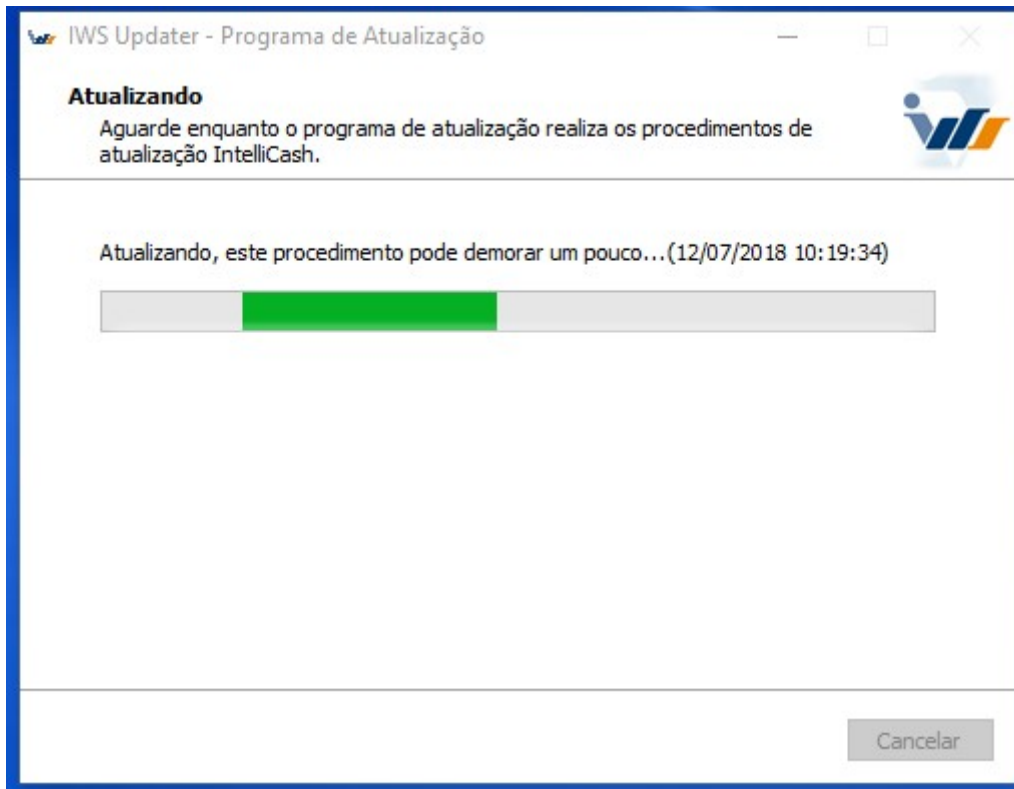 IWS Updater - Programa de Atualização
Atualizando
Aguarde enquanto o programa de atualização realiza os procedimentos de
atualização IntelliCash.
iws
Atualizando, este procedimento pode demorar um pouco...(12/07/2018 10:19:34)
Cancelar